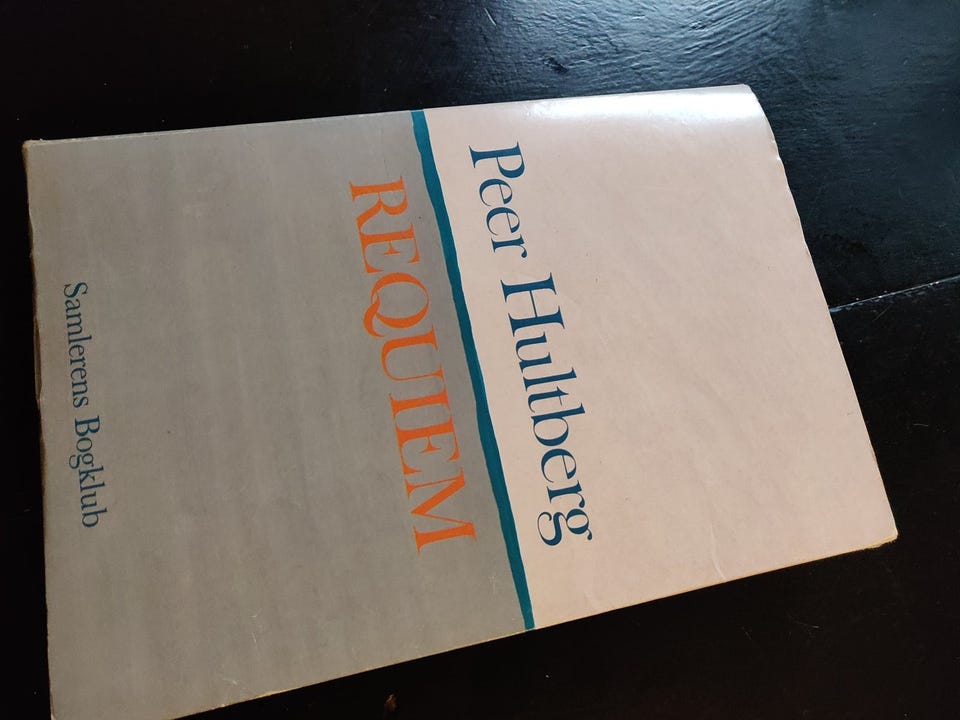 Peer Hultberg
REQUIEM
Samlerens Bogklub